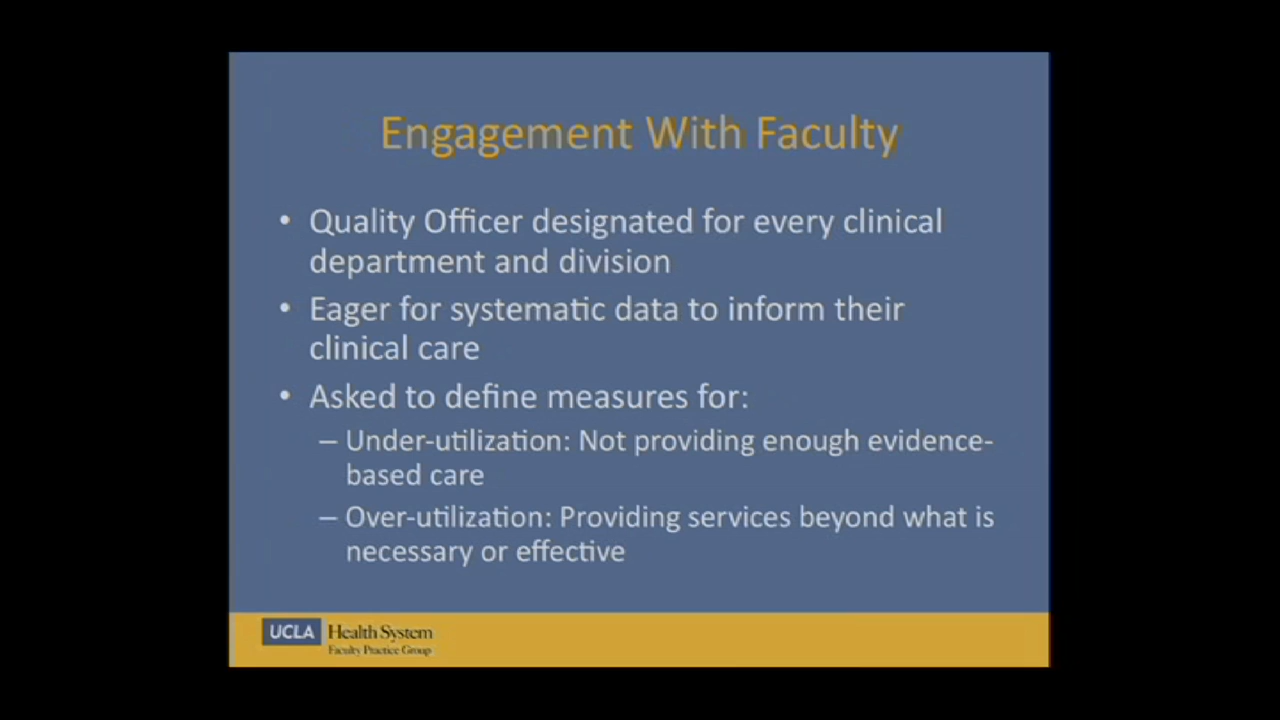 Engagement With Faculty
• Quality Officer designated for every clinical
department and division
• Eager for systematic data to inform their
clinical care
• Asked to define measures for:
– Under-utilization: Not providing enough evidence-
based care
– Over-utilization: Providing services beyond what is
necessary or effective
UCLA Health System
Faculty Practice Group